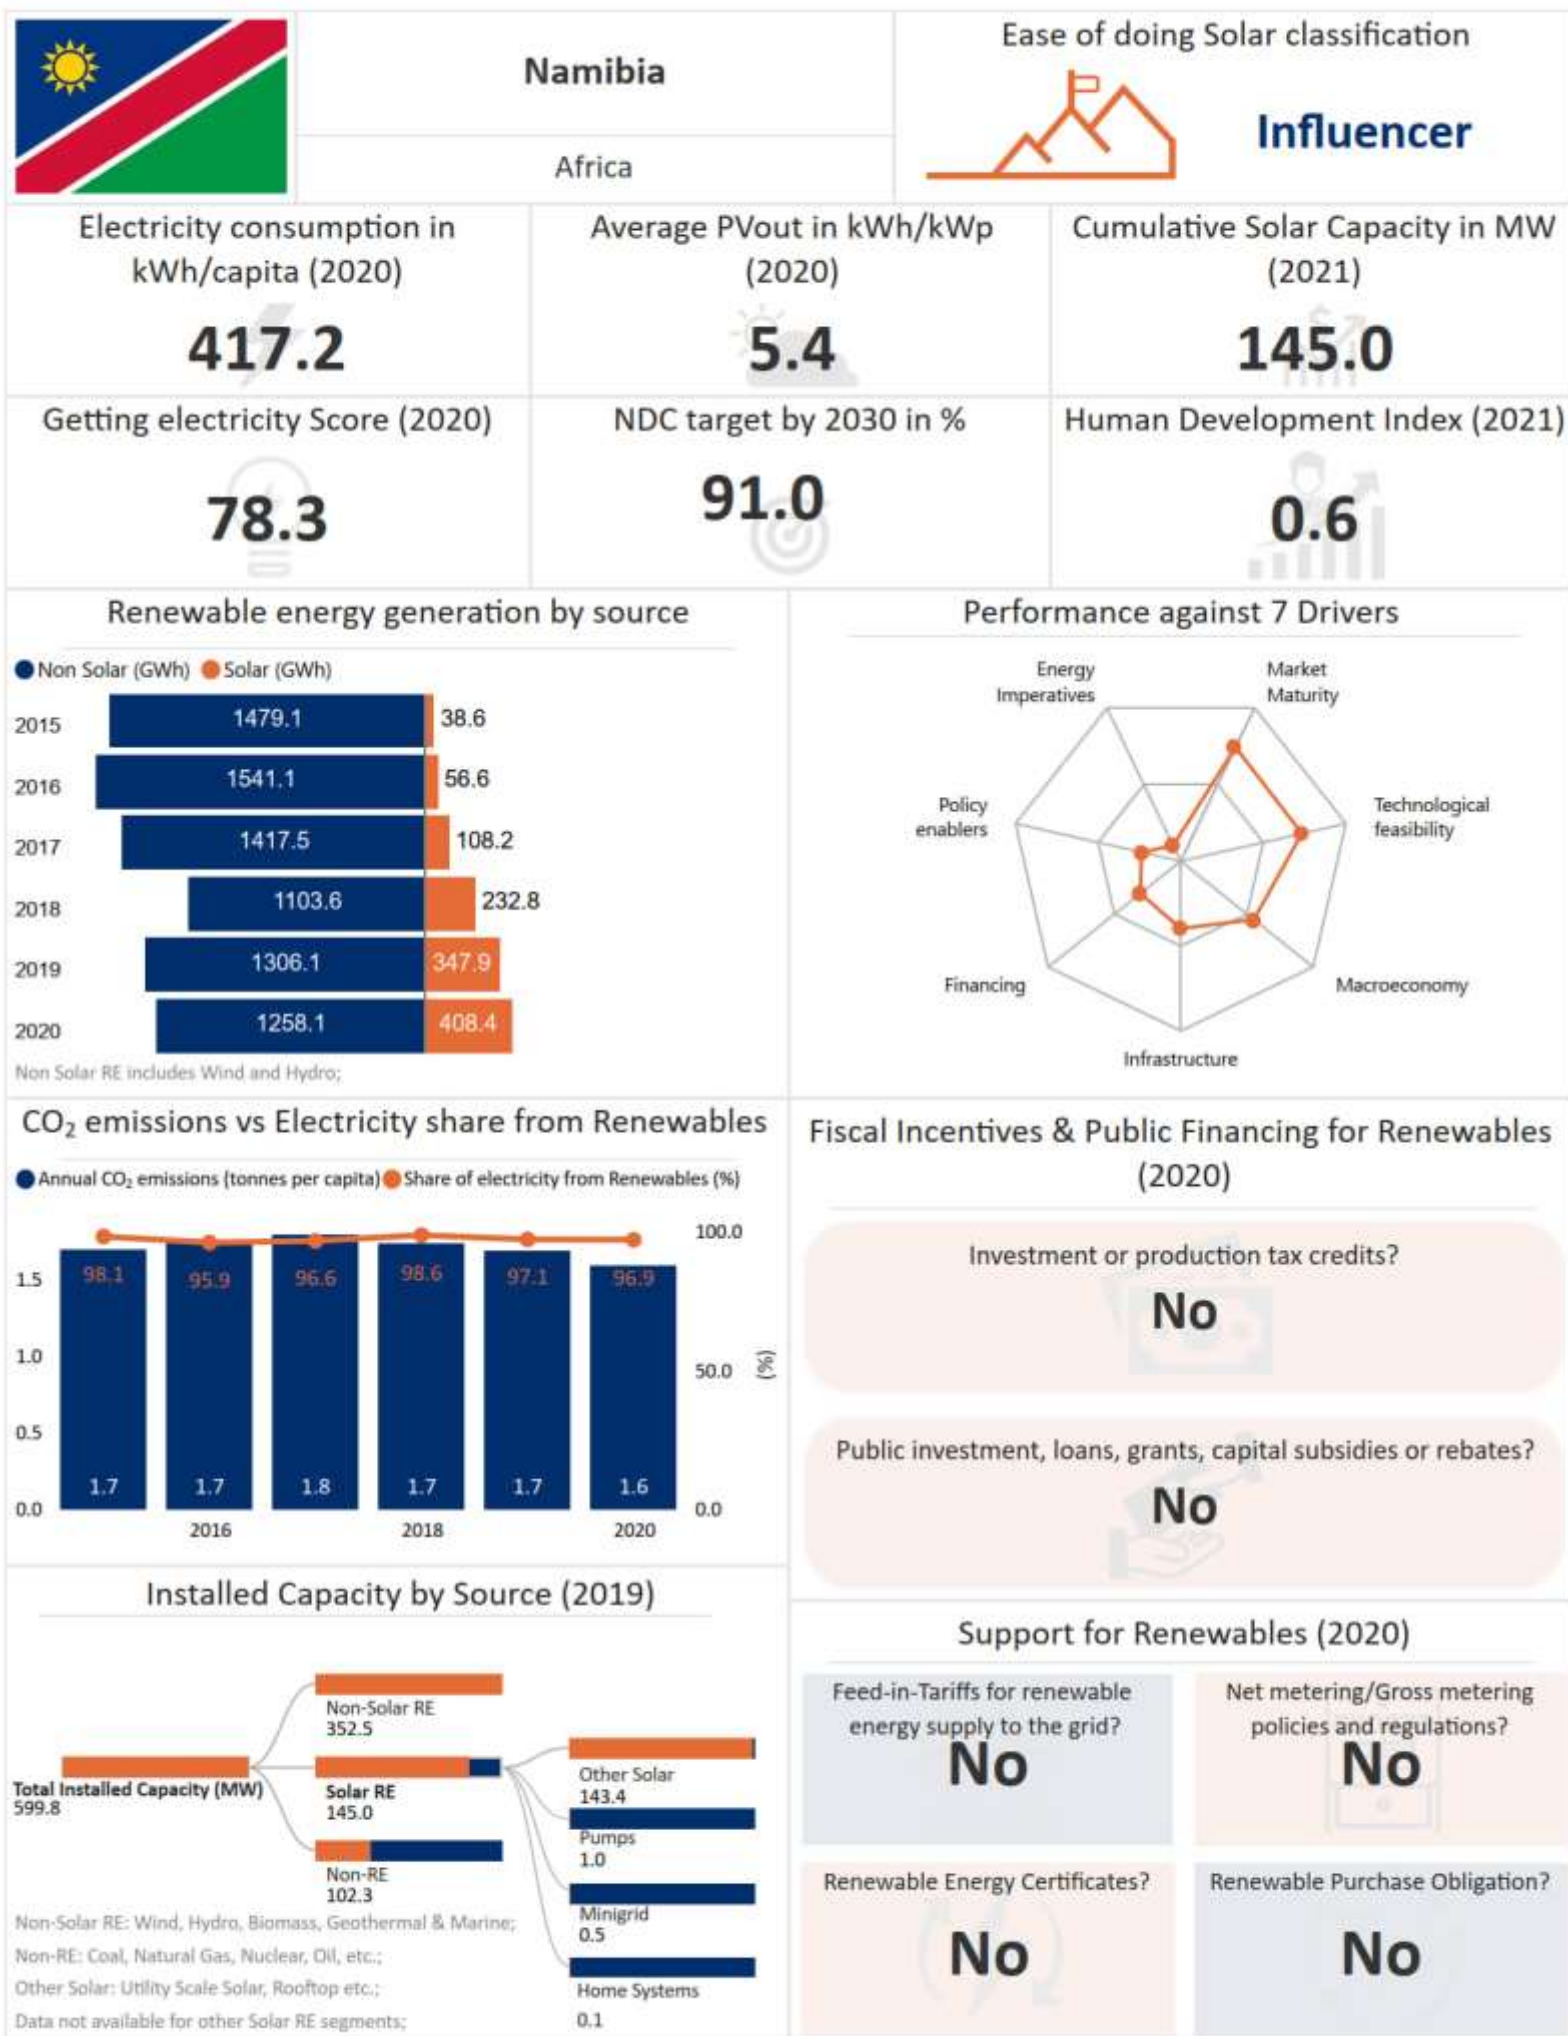 Namibia
Africa
Ease of doing Solar classification
Influencer
Electricity consumption in
kWh/capita (2020)
417.2
Average PVout in kWh/kWp
(2020)
5.4
Cumulative Solar Capacity in MW
(2021)
145.0
Getting electricity Score (2020)
78.3
NDC target by 2030 in %
91.0
Human Development Index (2021)
0.6
Renewable energy generation by source
Non Solar (GWh) Solar (GWh)
2015 1479.1 38.6
2016 1541.1 56.6
2017 1417.5 108.2
2018 1103.6 232.8
2019 1306.1 347.9
2020 1258.1 408.4
Non Solar RE includes Wind and Hydro;
Performance against 7 Drivers
Energy
Imperatives
Market
Maturity
Policy
enablers
Technological
feasibility
Financing
Macroeconomy
Infrastructure
CO₂ emissions vs Electricity share from Renewables
Annual CO₂ emissions (tonnes per capita) Share of electricity from Renewables (%)
100.0
1.5 98.1 95.9 96.6 98.6 97.1 96.9
1.0
50.0 (%)
0.5
1.7 1.7 1.8 1.7 1.7 1.6
0.0 0.0
2016 2018 2020
Fiscal Incentives & Public Financing for Renewables
(2020)
Investment or production tax credits?
No
Public investment, loans, grants, capital subsidies or rebates?
No
Installed Capacity by Source (2019)
Total Installed Capacity (MW)
599.8
Non-Solar RE
352.5
Solar RE
145.0
Non-RE
102.3
Other Solar
143.4
Pumps
1.0
Minigrid
0.5
Home Systems
0.1
Non-Solar RE: Wind, Hydro, Biomass, Geothermal & Marine;
Non-RE: Coal, Natural Gas, Nuclear, Oil, etc.;
Other Solar: Utility Scale Solar, Rooftop etc.;
Data not available for other Solar RE segments;
Support for Renewables (2020)
Feed-in-Tariffs for renewable
energy supply to the grid?
No
Net metering/Gross metering
policies and regulations?
No
Renewable Energy Certificates?
No
Renewable Purchase Obligation?
No